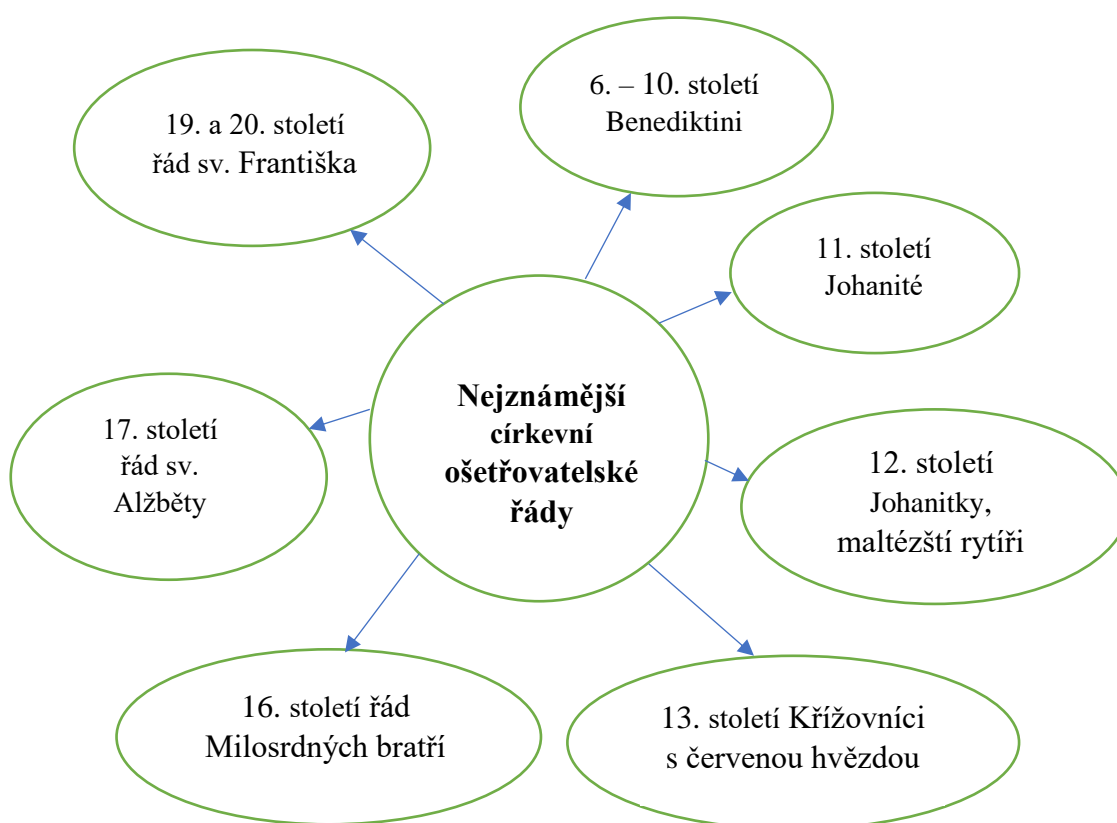 Nejznámější
církevní
ošetřovatelské
řády
6. – 10. století
Benediktini
11. století
Johanité
12. století
Johanitky,
maltézští rytíři
13. století Křížovníci
s červenou hvězdou
16. století řád
Milosrdných bratří
17. století
řád sv.
Alžběty
19. a 20. století
řád sv. Františka